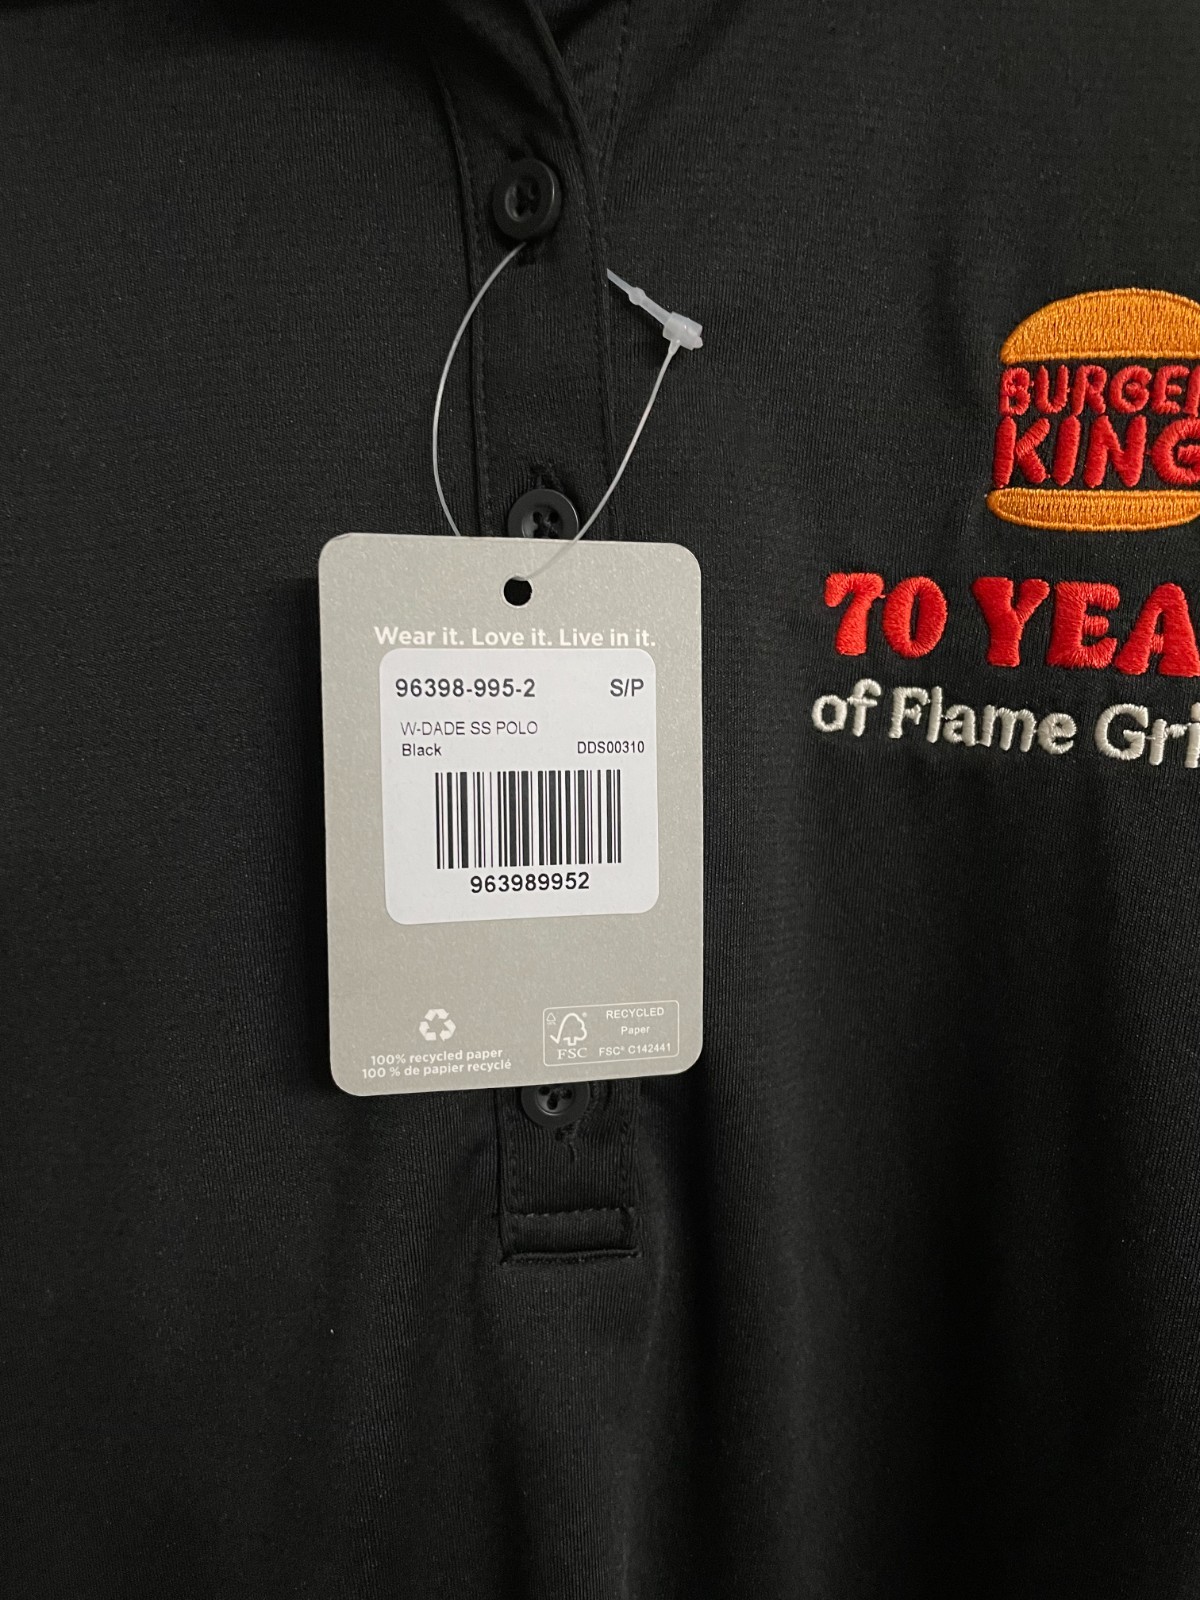 BURGER
KING
70 YEA
of Flame Gri
Wear it. Love it. Live in it.
96398-995-2 S/P
W-DADE SS POLO
Black DDS00310
963989952
100% recycled paper
100 % de papier recyclé
RECYCLED
Paper
FSC FSC® C142441